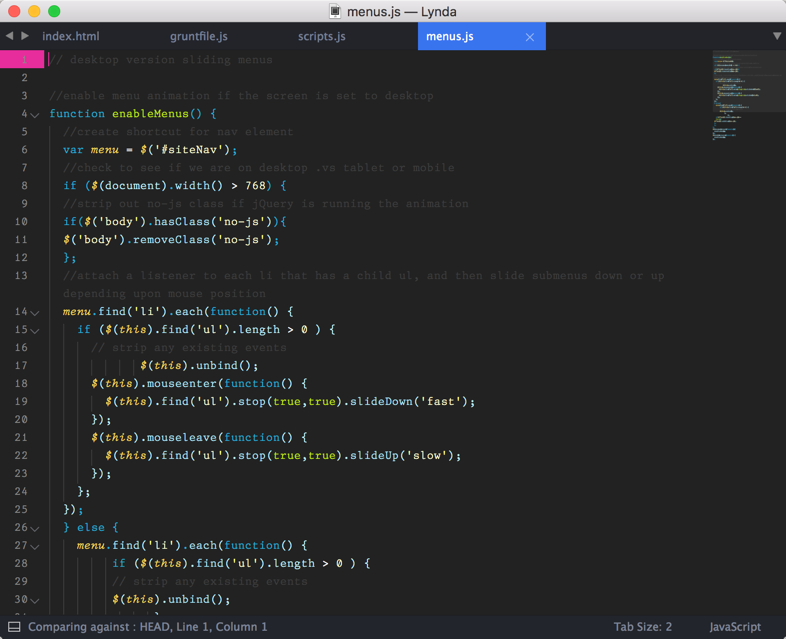 menus.js — Lynda
index.html gruntfile.js scripts.js menus.js
1 // desktop version sliding menus
2
3 //enable menu animation if the screen is set to desktop
4 function enableMenus() {
5 //create shortcut for nav element
6 var menu = $('#siteNav');
7 //check to see if we are on desktop .vs tablet or mobile
8 if ($(document).width() > 768) {
9 //strip out no-js class if jQuery is running the animation
10 if($('body').hasClass('no-js')){
11 $('body').removeClass('no-js');
12 };
13 //attach a listener to each li that has a child ul, and then slide submenus down or up
depending upon mouse position
14 menu.find('li').each(function() {
15 if ($(this).find('ul').length > 0 ) {
16 // strip any existing events
17 $(this).unbind();
18 $(this).mouseenter(function() {
19 $(this).find('ul').stop(true,true).slideDown('fast');
20 });
21 $(this).mouseleave(function() {
22 $(this).find('ul').stop(true,true).slideUp('slow');
23 });
24 };
25 });
26 } else {
27 menu.find('li').each(function() {
28 if ($(this).find('ul').length > 0 ) {
29 // strip any existing events
30 $(this).unbind();
Comparing against : HEAD, Line 1, Column 1 Tab Size: 2 JavaScript